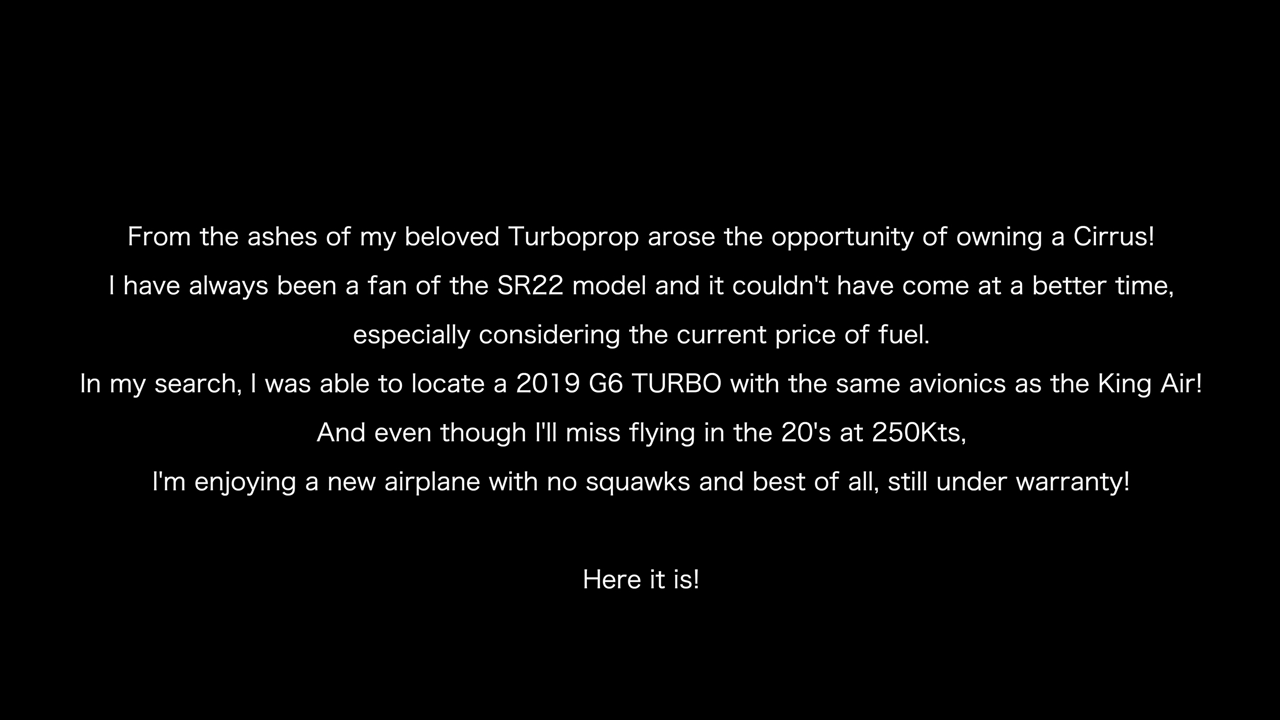 From the ashes of my beloved Turboprop arose the opportunity of owning a Cirrus!
I have always been a fan of the SR22 model and it couldn't have come at a better time,
especially considering the current price of fuel.
In my search, I was able to locate a 2019 G6 TURBO with the same avionics as the King Air!
And even though I'll miss flying in the 20's at 250Kts,
I'm enjoying a new airplane with no squawks and best of all, still under warranty!
Here it is!